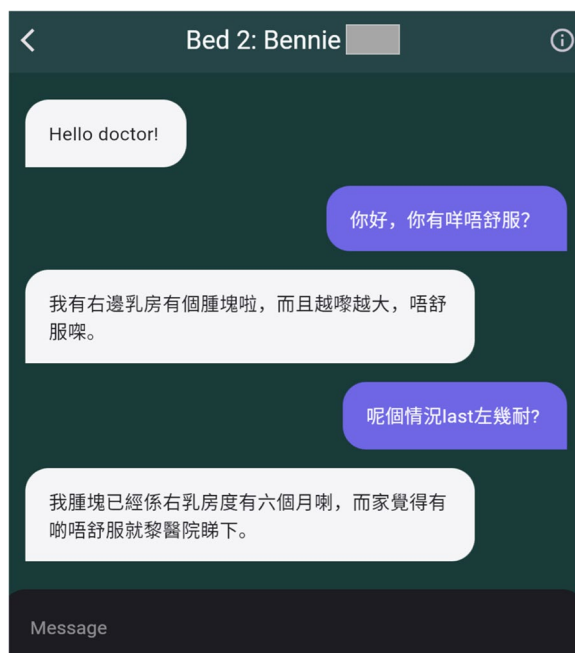 Bed 2: Bennie
Hello doctor!
你好，你有咩唔舒服?
我有右邊乳房有個腫塊啦，而且越嚟越大，唔舒
服㗎。
呢個情況last左幾耐?
我腫塊已經係右乳房度有六個月喇，而家覺得有
啲唔舒服就黎醫院睇下。
Message